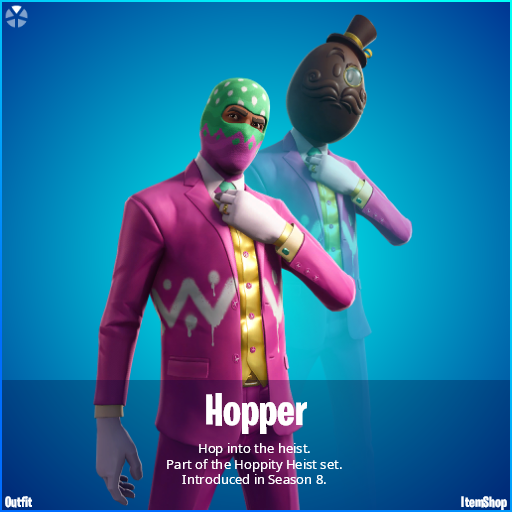 Hopper
Hop into the heist.
Part of the Hoppity Heist set.
Introduced in Season 8.
Outfit
ItemShop